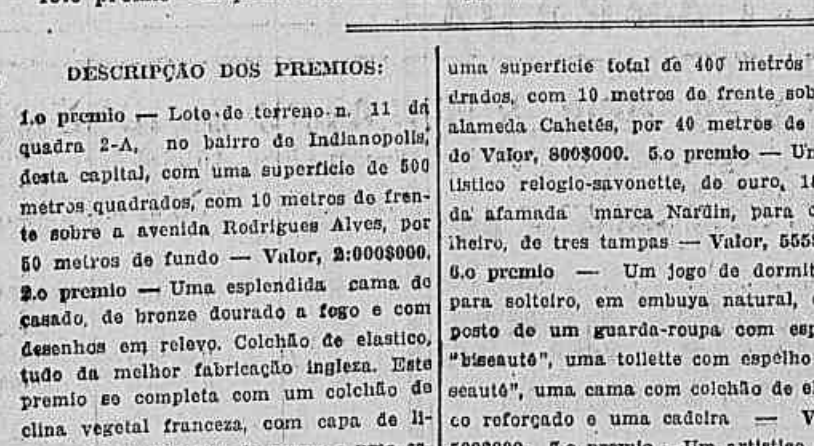 DESCRIPÇÃO DOS PREMIOS:
1.o premio — Lote de terreno n. 11 da
quadra 2-A, no bairro de Indianopolis,
desta capital, com uma superficie de 500
metros quadrados, com 10 metros de fren-
te sobre a avenida Rodrigues Alves, por
50 metros de fundo — Valor, 2:000$000.
2.o premio — Uma esplendida cama de
casado, de bronze dourado a fogo e com
desenhos em relevo. Colchão de elastico,
tudo da melhor fabricação ingleza. Este
premio se completa com um colchão de
clina vegetal franceza, com capa de li-
uma superficie total de 400 metros
drados, com 10 metros de frente sob
alameda Cahetés, por 40 metros de
do Valor, 800$000. 5.o premio — Um
tistico relogio-savonette, de ouro, 18
da afamada marca Nardin, para c
lheiro, de tres tampas — Valor, 555$
6.o premio — Um jogo de dormit
para solteiro, em embuya natural,
posto de um guarda-roupa com esp
"biseauté", uma toilette com espelho
seauté", uma cama com colchão de el
co reforçado e uma cadeira — V